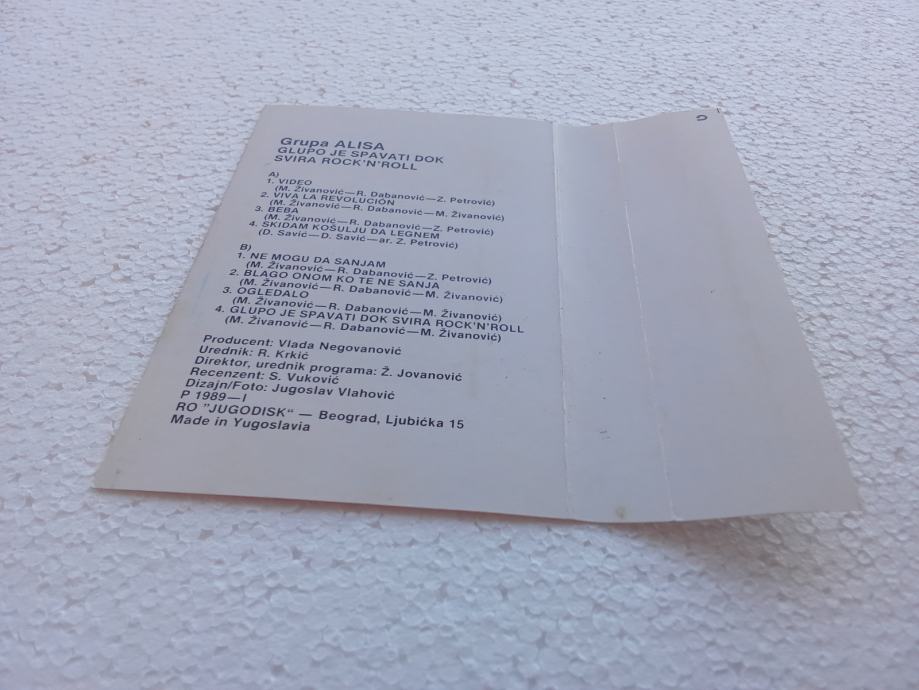 Grupa ALISA
GLUPO JE SPAVATI DOK
SVIRA ROCK'N'ROLL
A)
1. VIDEO
(M. Živanović—R. Dabanović—Z. Petrović)
2. VIVA LA REVOLUCIÓN
(M. Živanović—R. Dabanović—M. Živanović)
3. BEBA
(M. Živanović—R. Dabanović—Z. Petrović)
4. SKIDAM KOŠULJU DA LEGNEM
(D. Savić—D. Savić—ar. Z. Petrović)
B)
1. NE MOGU DA SANJAM
(M. Živanović—R. Dabanović—Z. Petrović)
2. BLAGO ONOM KO TE NE SANJA
(M. Živanović—R. Dabanović—M. Živanović)
3. OGLEDALO
(M. Živanović—R. Dabanović—M. Živanović)
4. GLUPO JE SPAVATI DOK SVIRA ROCK'N'ROLL
(M. Živanović—R. Dabanović—M. Živanović)
Producent: Vlada Negovanović
Urednik: R. Krkić
Direktor, urednik programa: Ž. Jovanović
Recenzent: S. Vuković
Dizajn/Foto: Jugoslav Vlahović
P 1989—I
RO "JUGODISK“ — Beograd, Ljubićka 15
Made in Yugoslavia